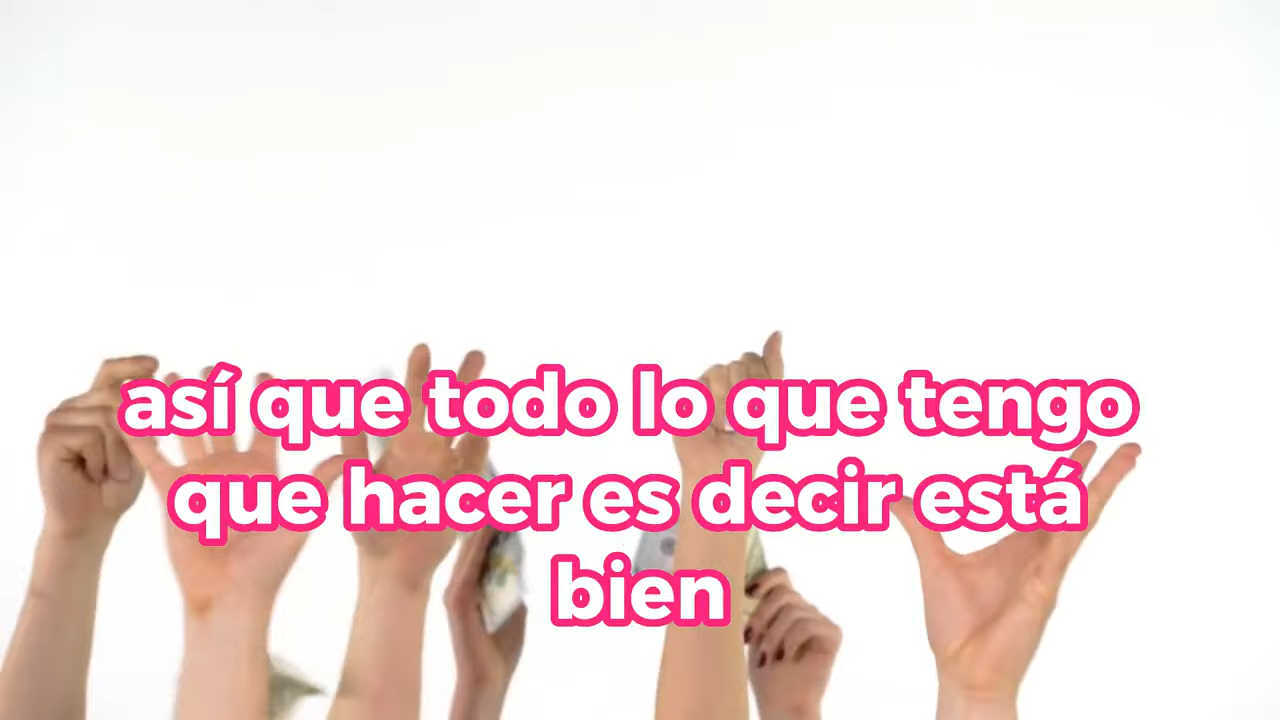 así que todo lo que tengo
que hacer es decir está
bien